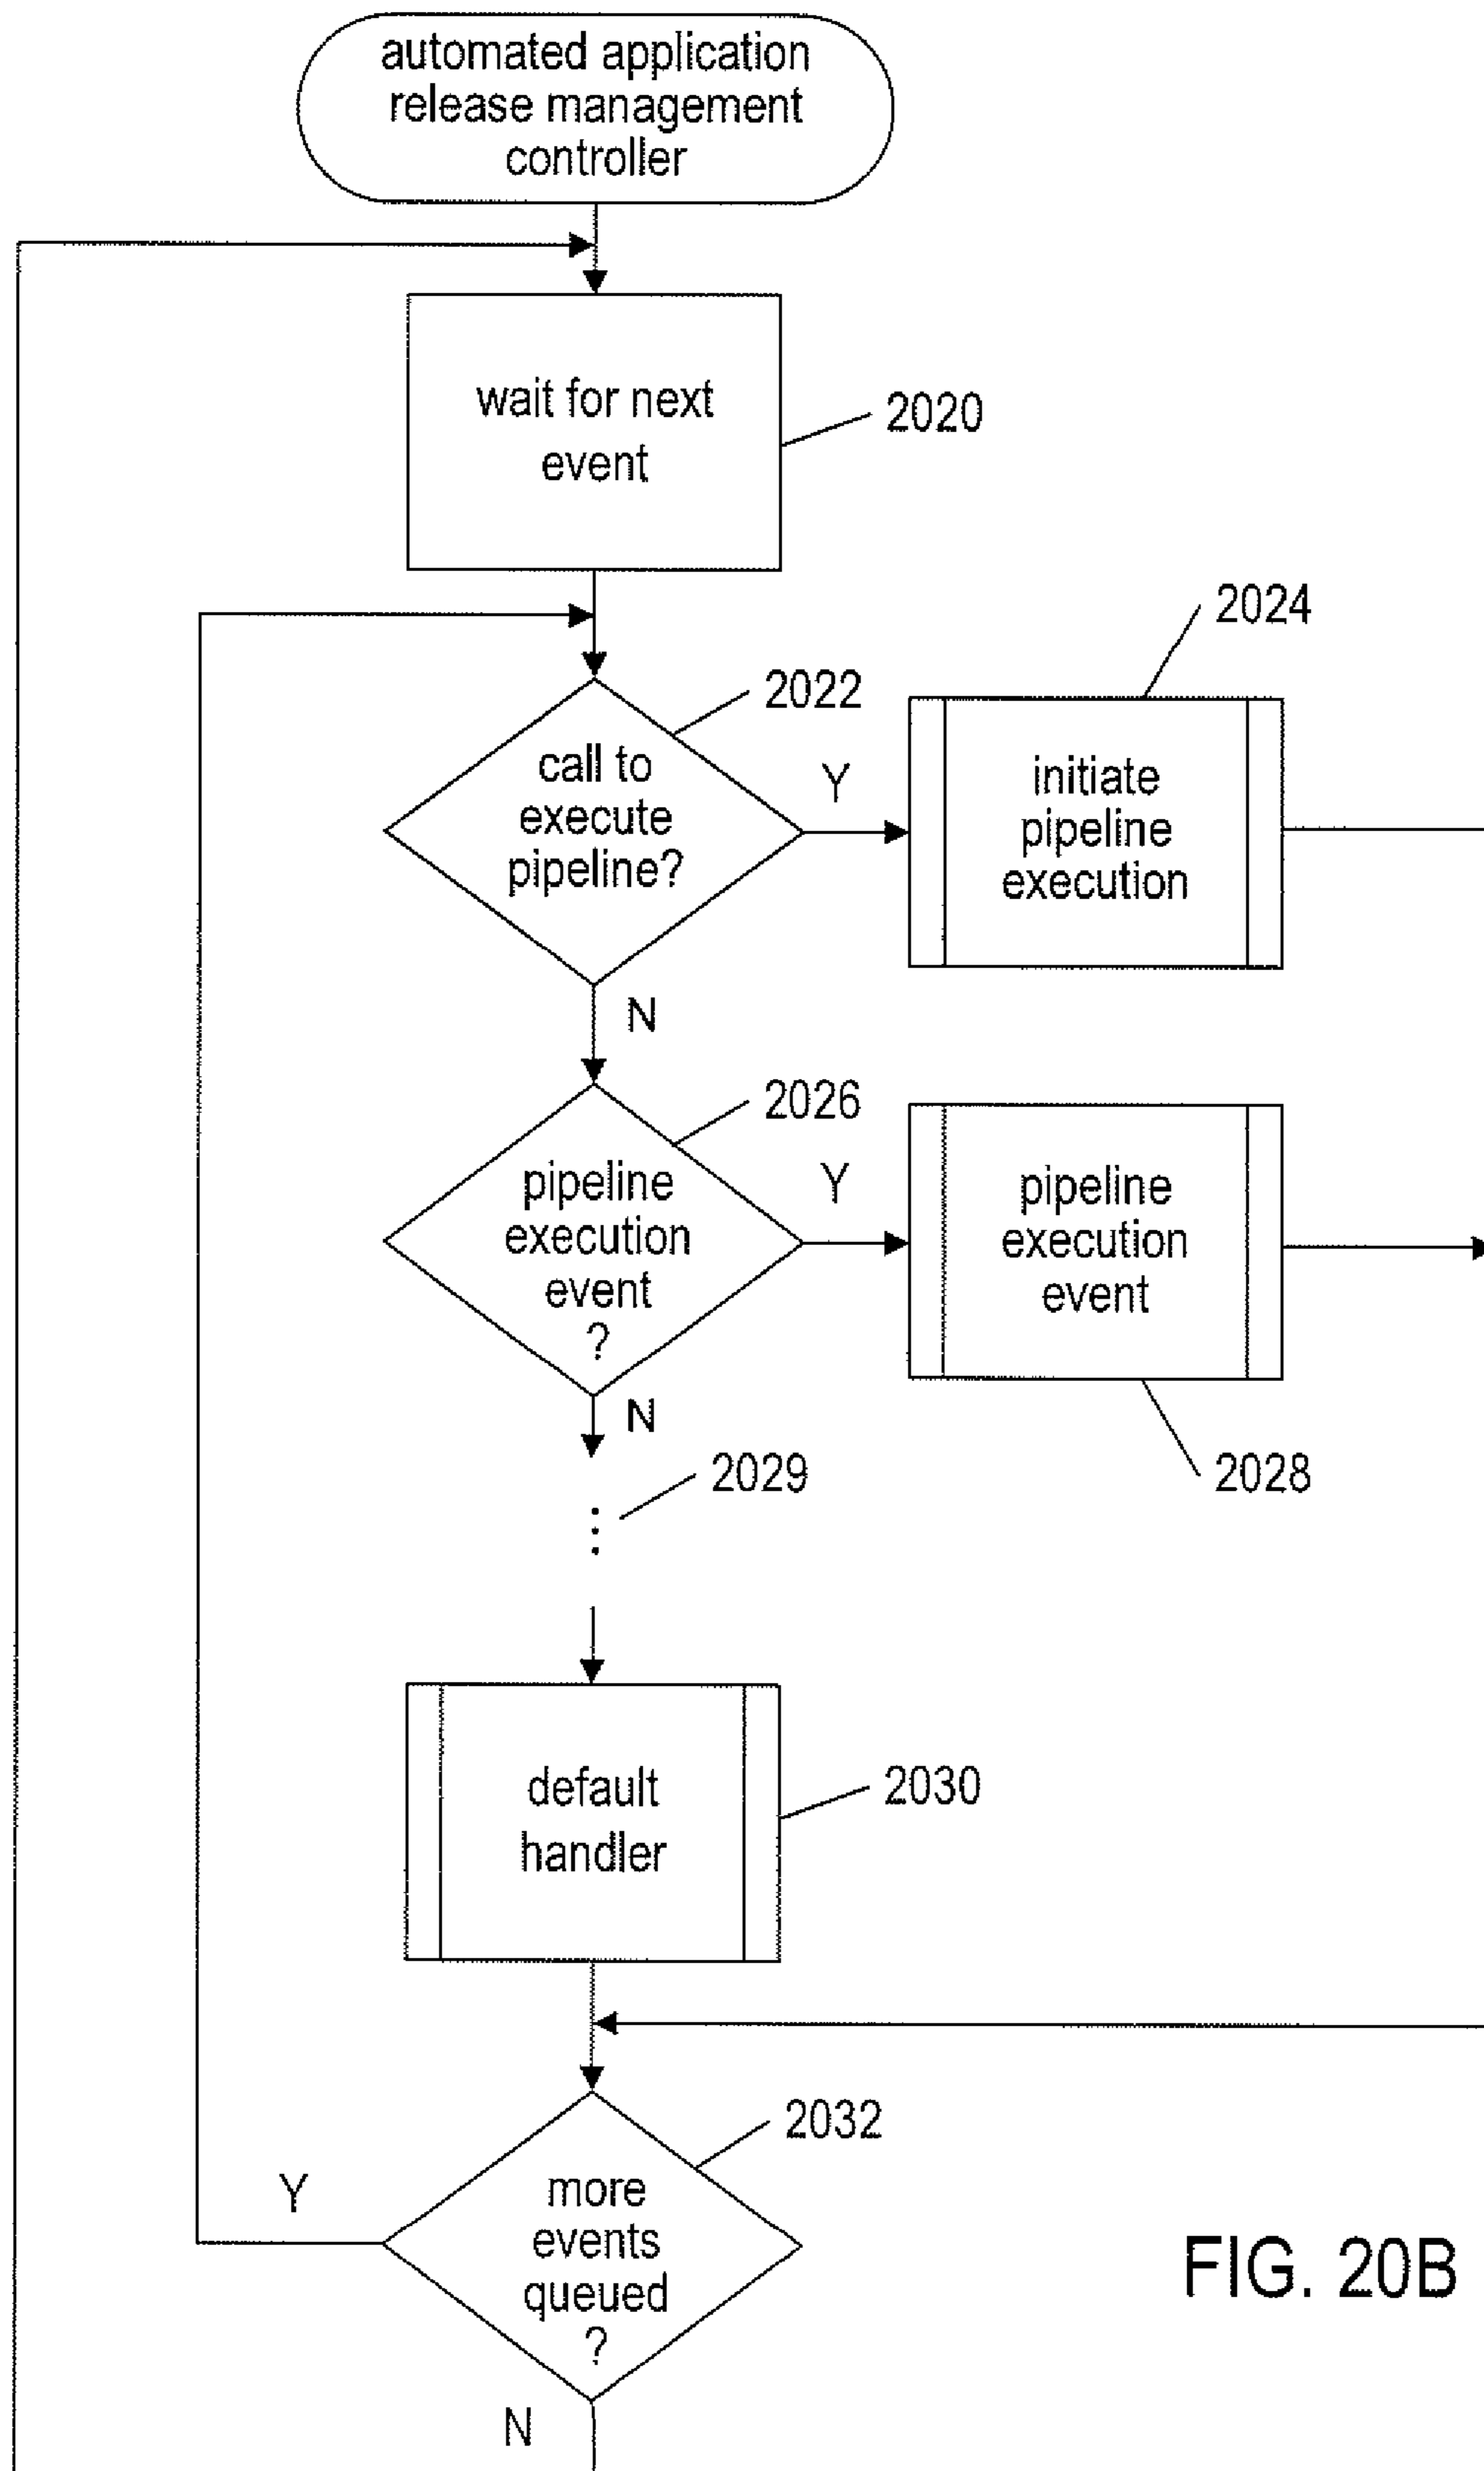 automated application
release management
controller
wait for next
event
2020
2024
2022
call to
execute
pipeline?
Y
initiate
pipeline
execution
N
2026
pipeline
execution
event
?
Y
pipeline
execution
event
N
2029
2028
default
handler
2030
2032
more
events
queued
?
Y
N
FIG. 20B